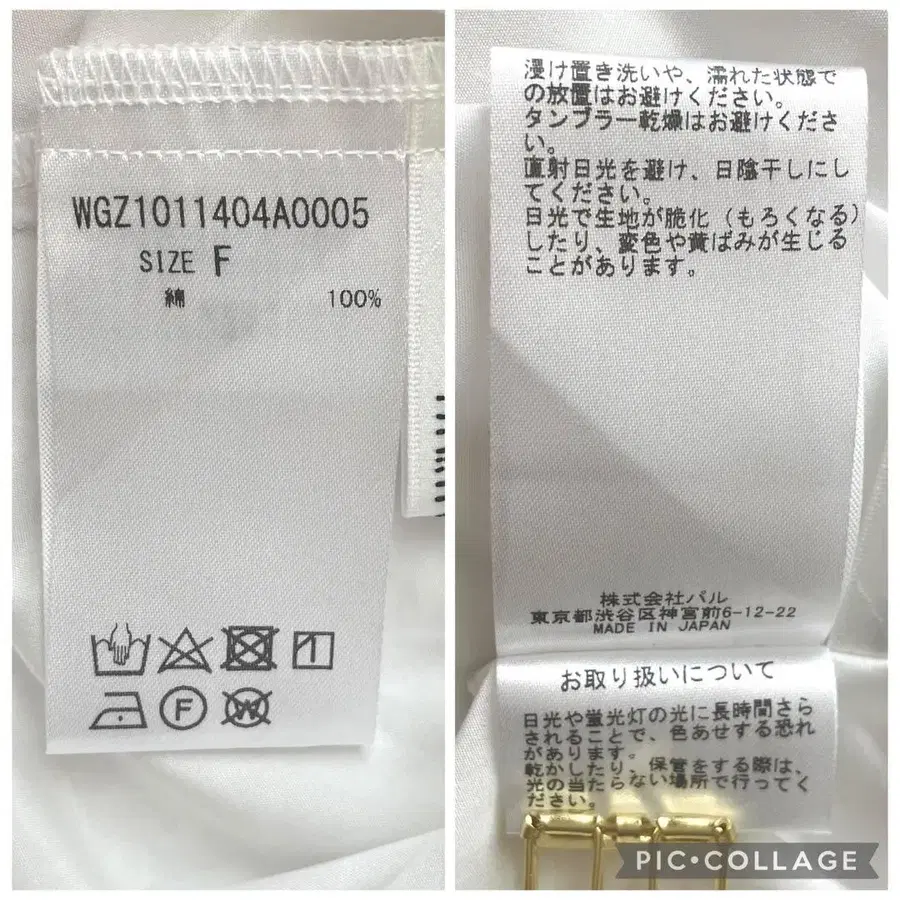 WGZ1011404A0005
SIZE F
綿 100%
F
W
浸け置き洗いや、濡れた状態で
の放置はお避けください。
タンブラー乾燥はお避けくださ
い。
直射日光を避け、日陰干しにし
てください。
日光で生地が脆化（もろくなる）
したり、変色や黄ばみが生じる
ことがあります。
株式会社パル
東京都渋谷区神宮前6-12-22
MADE IN JAPAN
お取り扱いについて
日光や蛍光灯の光に長時間さら
されることで、色あせする恐れ
があります。
乾かしたり、保管をする際は、
光の当たらない場所で行ってく
ださい。
PIC•COLLAGE